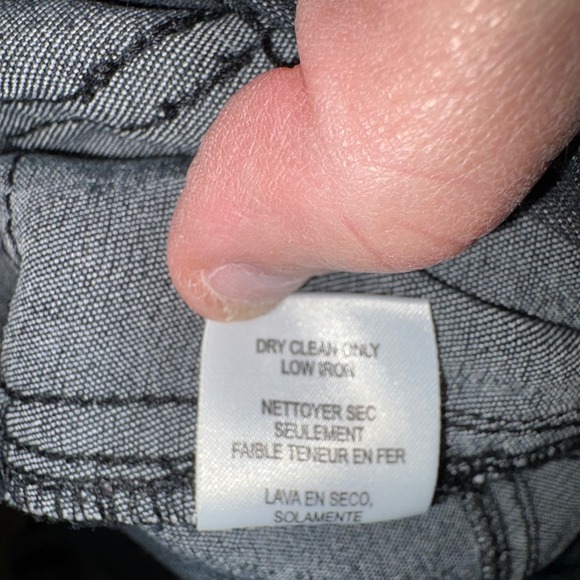 DRY CLEAN ONLY
LOW IRON
NETTOYER SEC
SEULEMENT
FAIBLE TENEUR EN FER
LAVA EN SECO,
SOLAMENTE